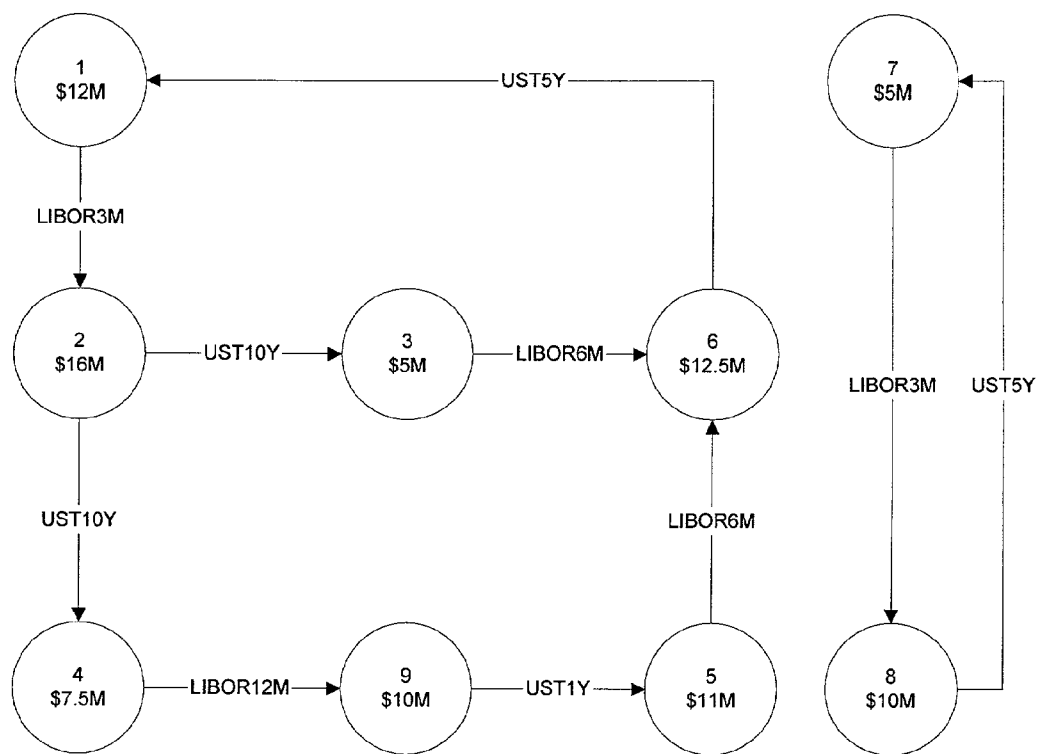 1
$12M
UST5Y
7
$5M
LIBOR3M
2
$16M
UST10Y
3
$5M
LIBOR6M
6
$12.5M
LIBOR3M
UST5Y
UST10Y
LIBOR6M
4
$7.5M
LIBOR12M
9
$10M
UST1Y
5
$11M
8
$10M